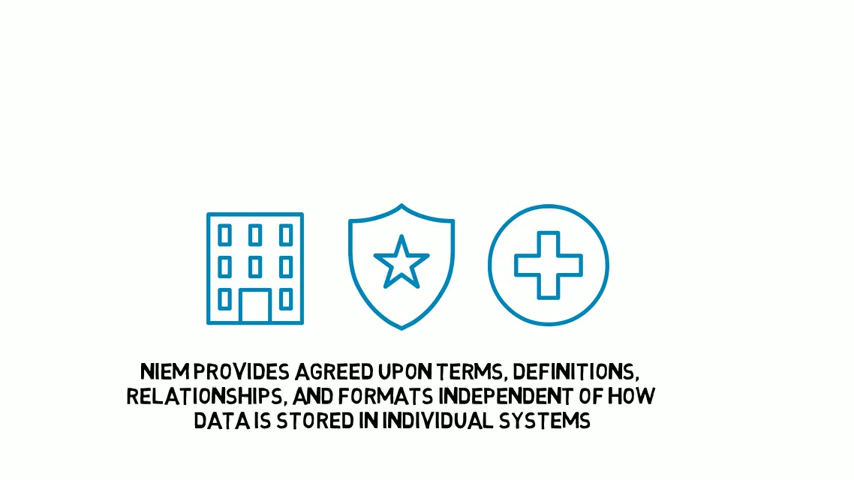 NIEM PROVIDES AGREED UPON TERMS, DEFINITIONS,
RELATIONSHIPS, AND FORMATS INDEPENDENT OF HOW
DATA IS STORED IN INDIVIDUAL SYSTEMS